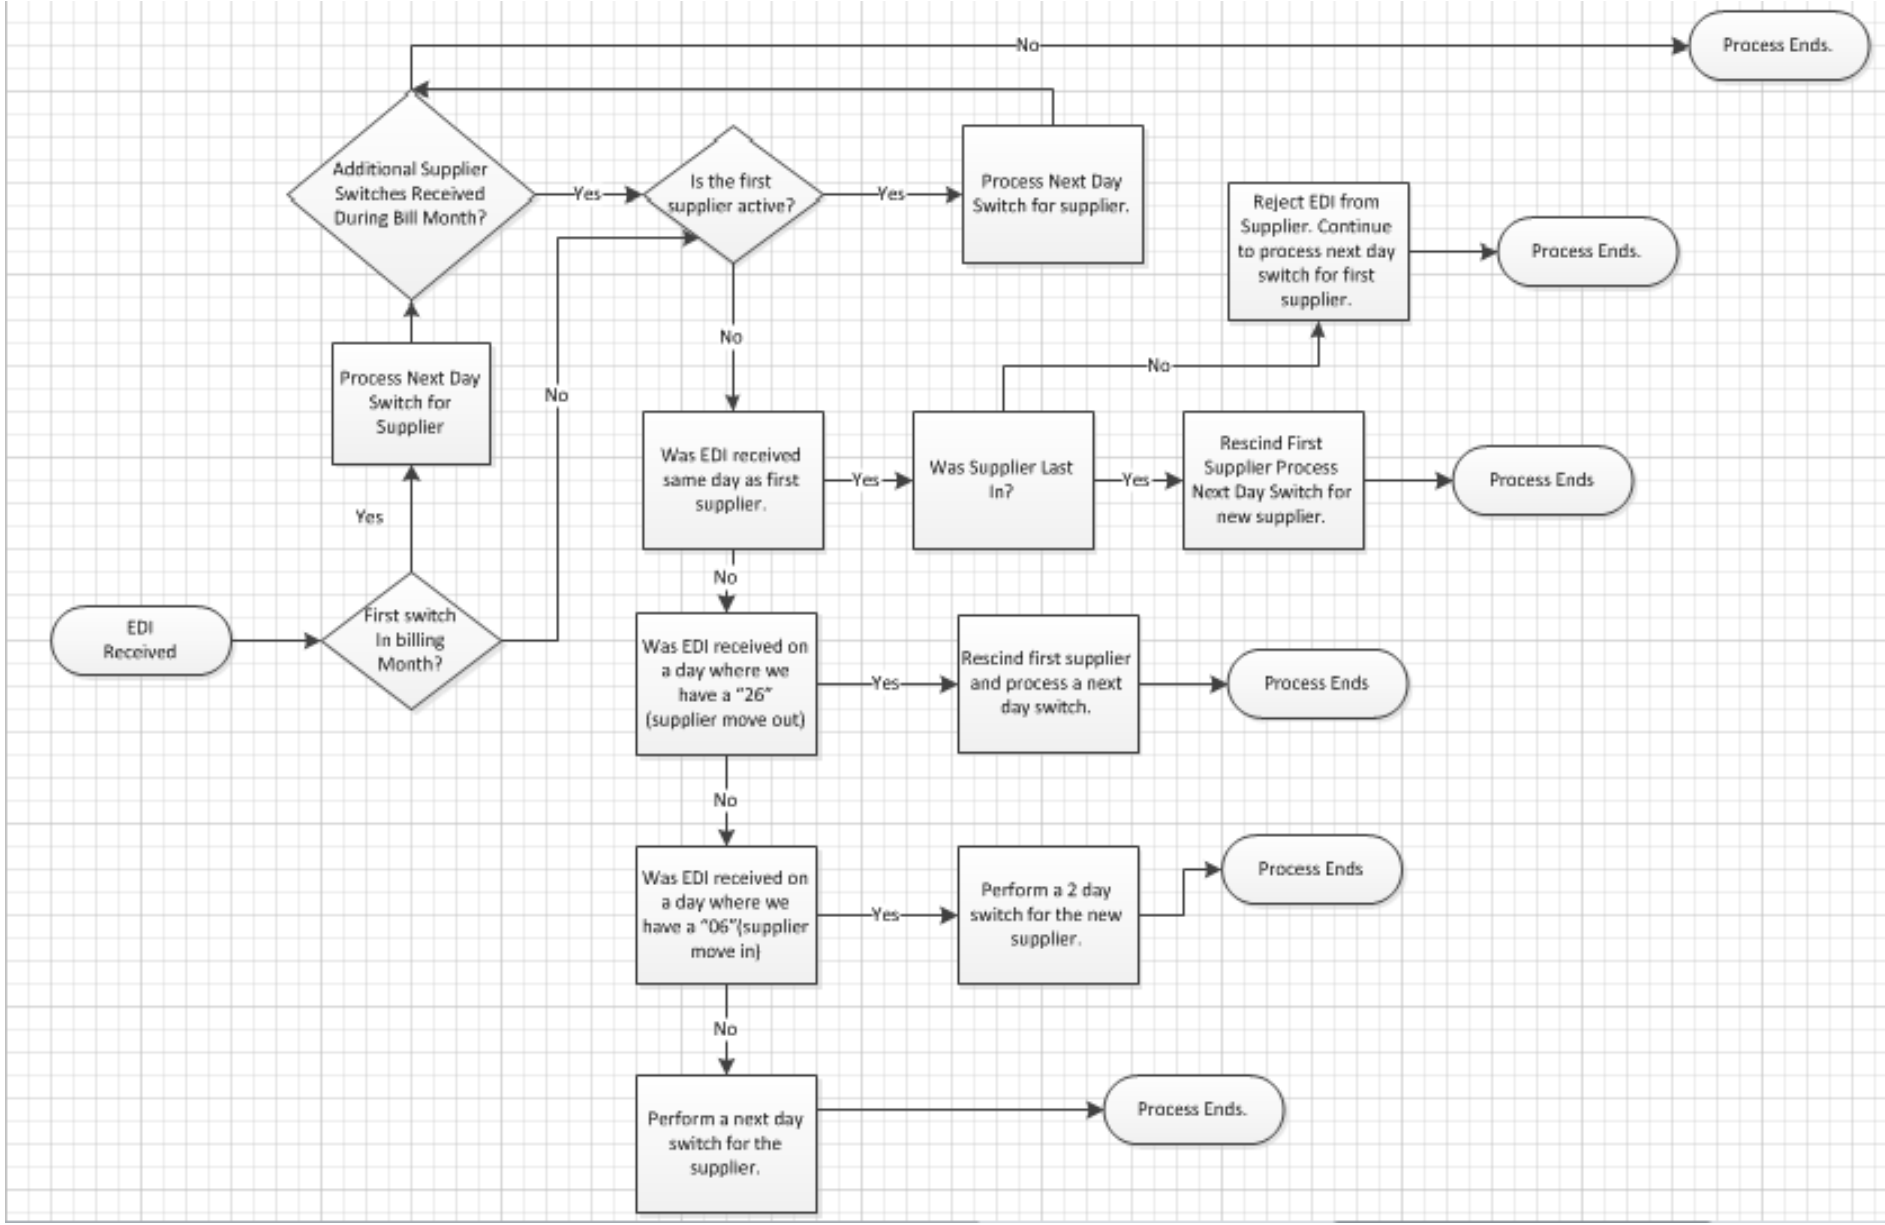 No
Process Ends.
Additional Supplier
Switches Received
During Bill Month?
Yes
Is the first
supplier active?
Yes
Process Next Day
Switch for supplier.
Reject EDI from
Supplier. Continue
to process next day
switch for first
supplier.
Process Ends.
No
No
Process Next Day
Switch for
Supplier
No
Was EDI received
same day as first
supplier.
Yes
Was Supplier Last
In?
Yes
Rescind First
Supplier Process
Next Day Switch for
new supplier.
Process Ends
Yes
No
EDI
Received
First switch
In billing
Month?
Was EDI received on
a day where we
have a “26”
(supplier move out)
Yes
Rescind first supplier
and process a next
day switch.
Process Ends
No
Was EDI received on
a day where we
have a “06”(supplier
move in)
Yes
Perform a 2 day
switch for the new
supplier.
Process Ends
No
Perform a next day
switch for the
supplier.
Process Ends.